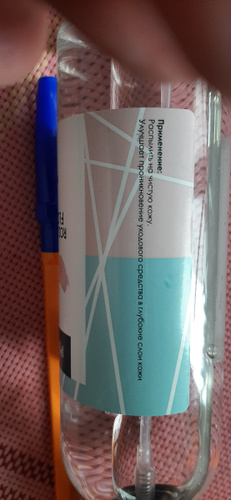 Применение:
Распылить на чистую кожу.
Улучшает проникновение уходового средства в глубокие слои кожи